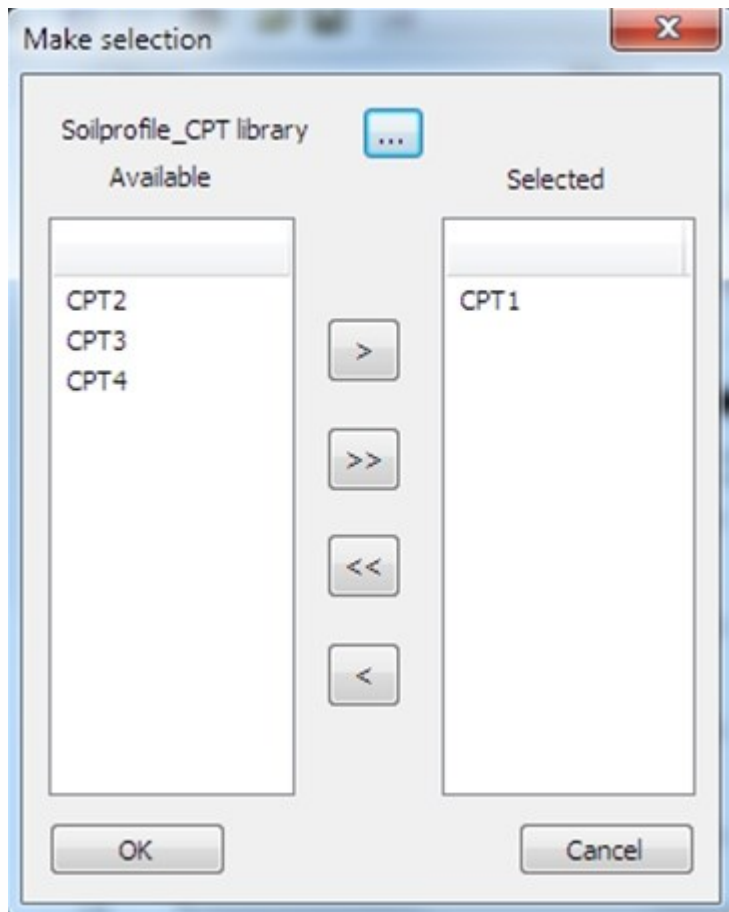 Make selection
Soilprofile_CPT library ...
Available
Selected
CPT2
CPT3
CPT4
CPT1
>
>>
<<
<
OK
Cancel